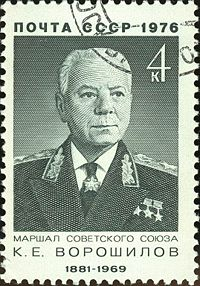 ПОЧТА СССР·1976
4
К
МАРШАЛ СОВЕТСКОГО СОЮЗА
К. Е. ВОРОШИЛОВ
1881-1969